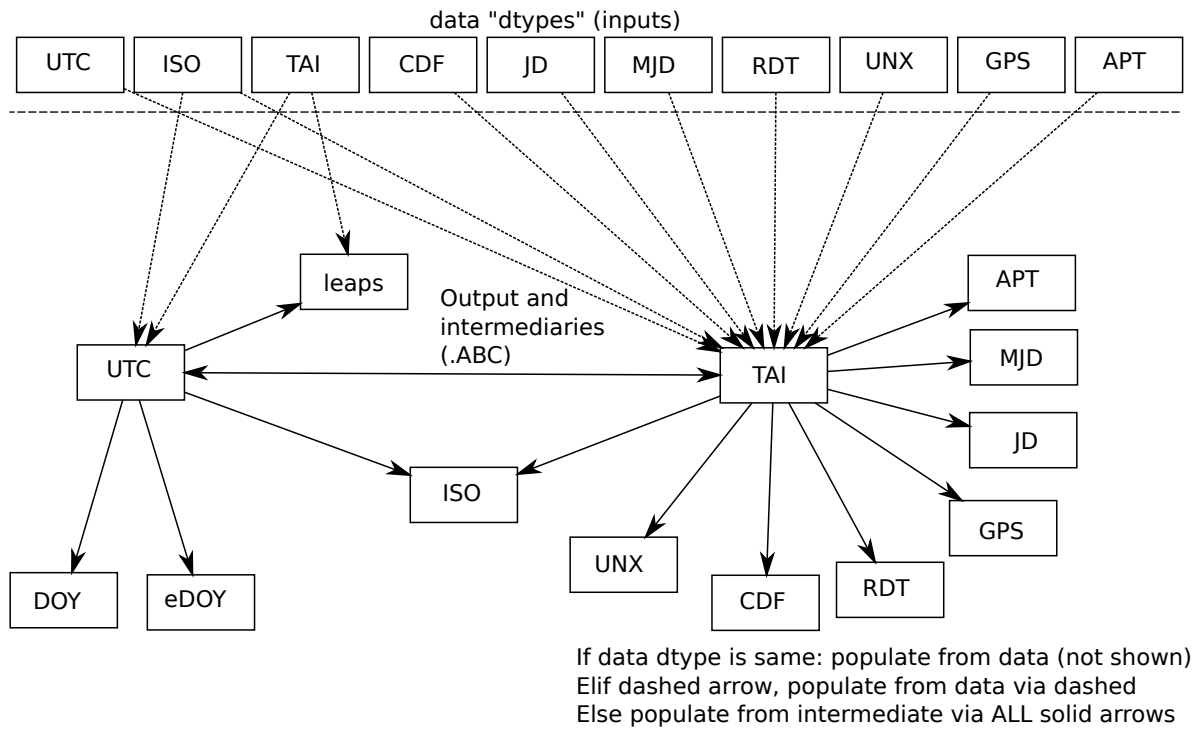 data "dtypes" (inputs)
UTC
ISO
TAI
CDF
JD
MJD
RDT
UNX
GPS
APT
leaps
Output and
intermediaries
(.ABC)
APT
UTC
TAI
MJD
JD
ISO
GPS
UNX
DOY
eDOY
CDF
RDT
If data dtype is same: populate from data (not shown)
Elif dashed arrow, populate from data via dashed
Else populate from intermediate via ALL solid arrows